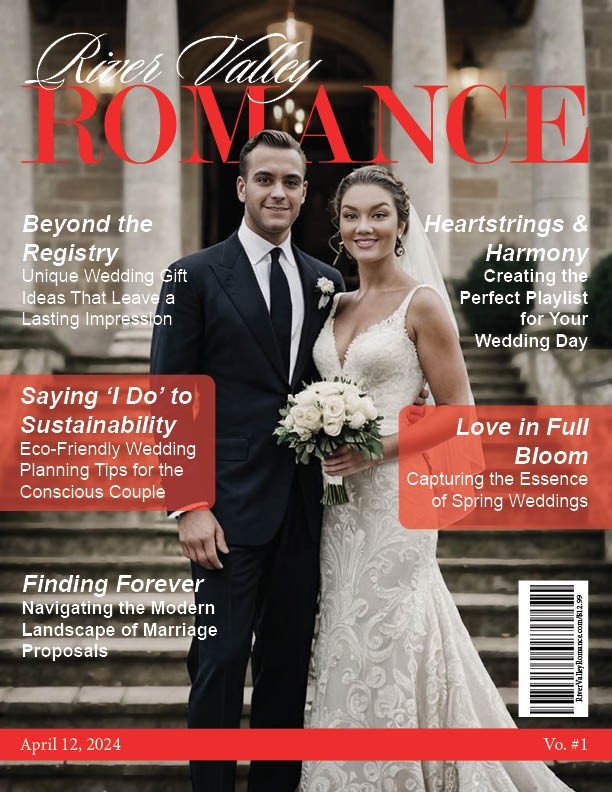 River Valley
ROMANCE
Beyond the
Registry
Unique Wedding Gift
Ideas That Leave a
Lasting Impression
Heartstrings &
Harmony
Creating the
Perfect Playlist
for Your
Wedding Day
Saying ‘I Do’ to
Sustainability
Eco-Friendly Wedding
Planning Tips for the
Conscious Couple
Love in Full
Bloom
Capturing the Essence
of Spring Weddings
Finding Forever
Navigating the Modern
Landscape of Marriage
Proposals
RiverValleyRomance.com/$12.99
April 12, 2024
Vo. #1